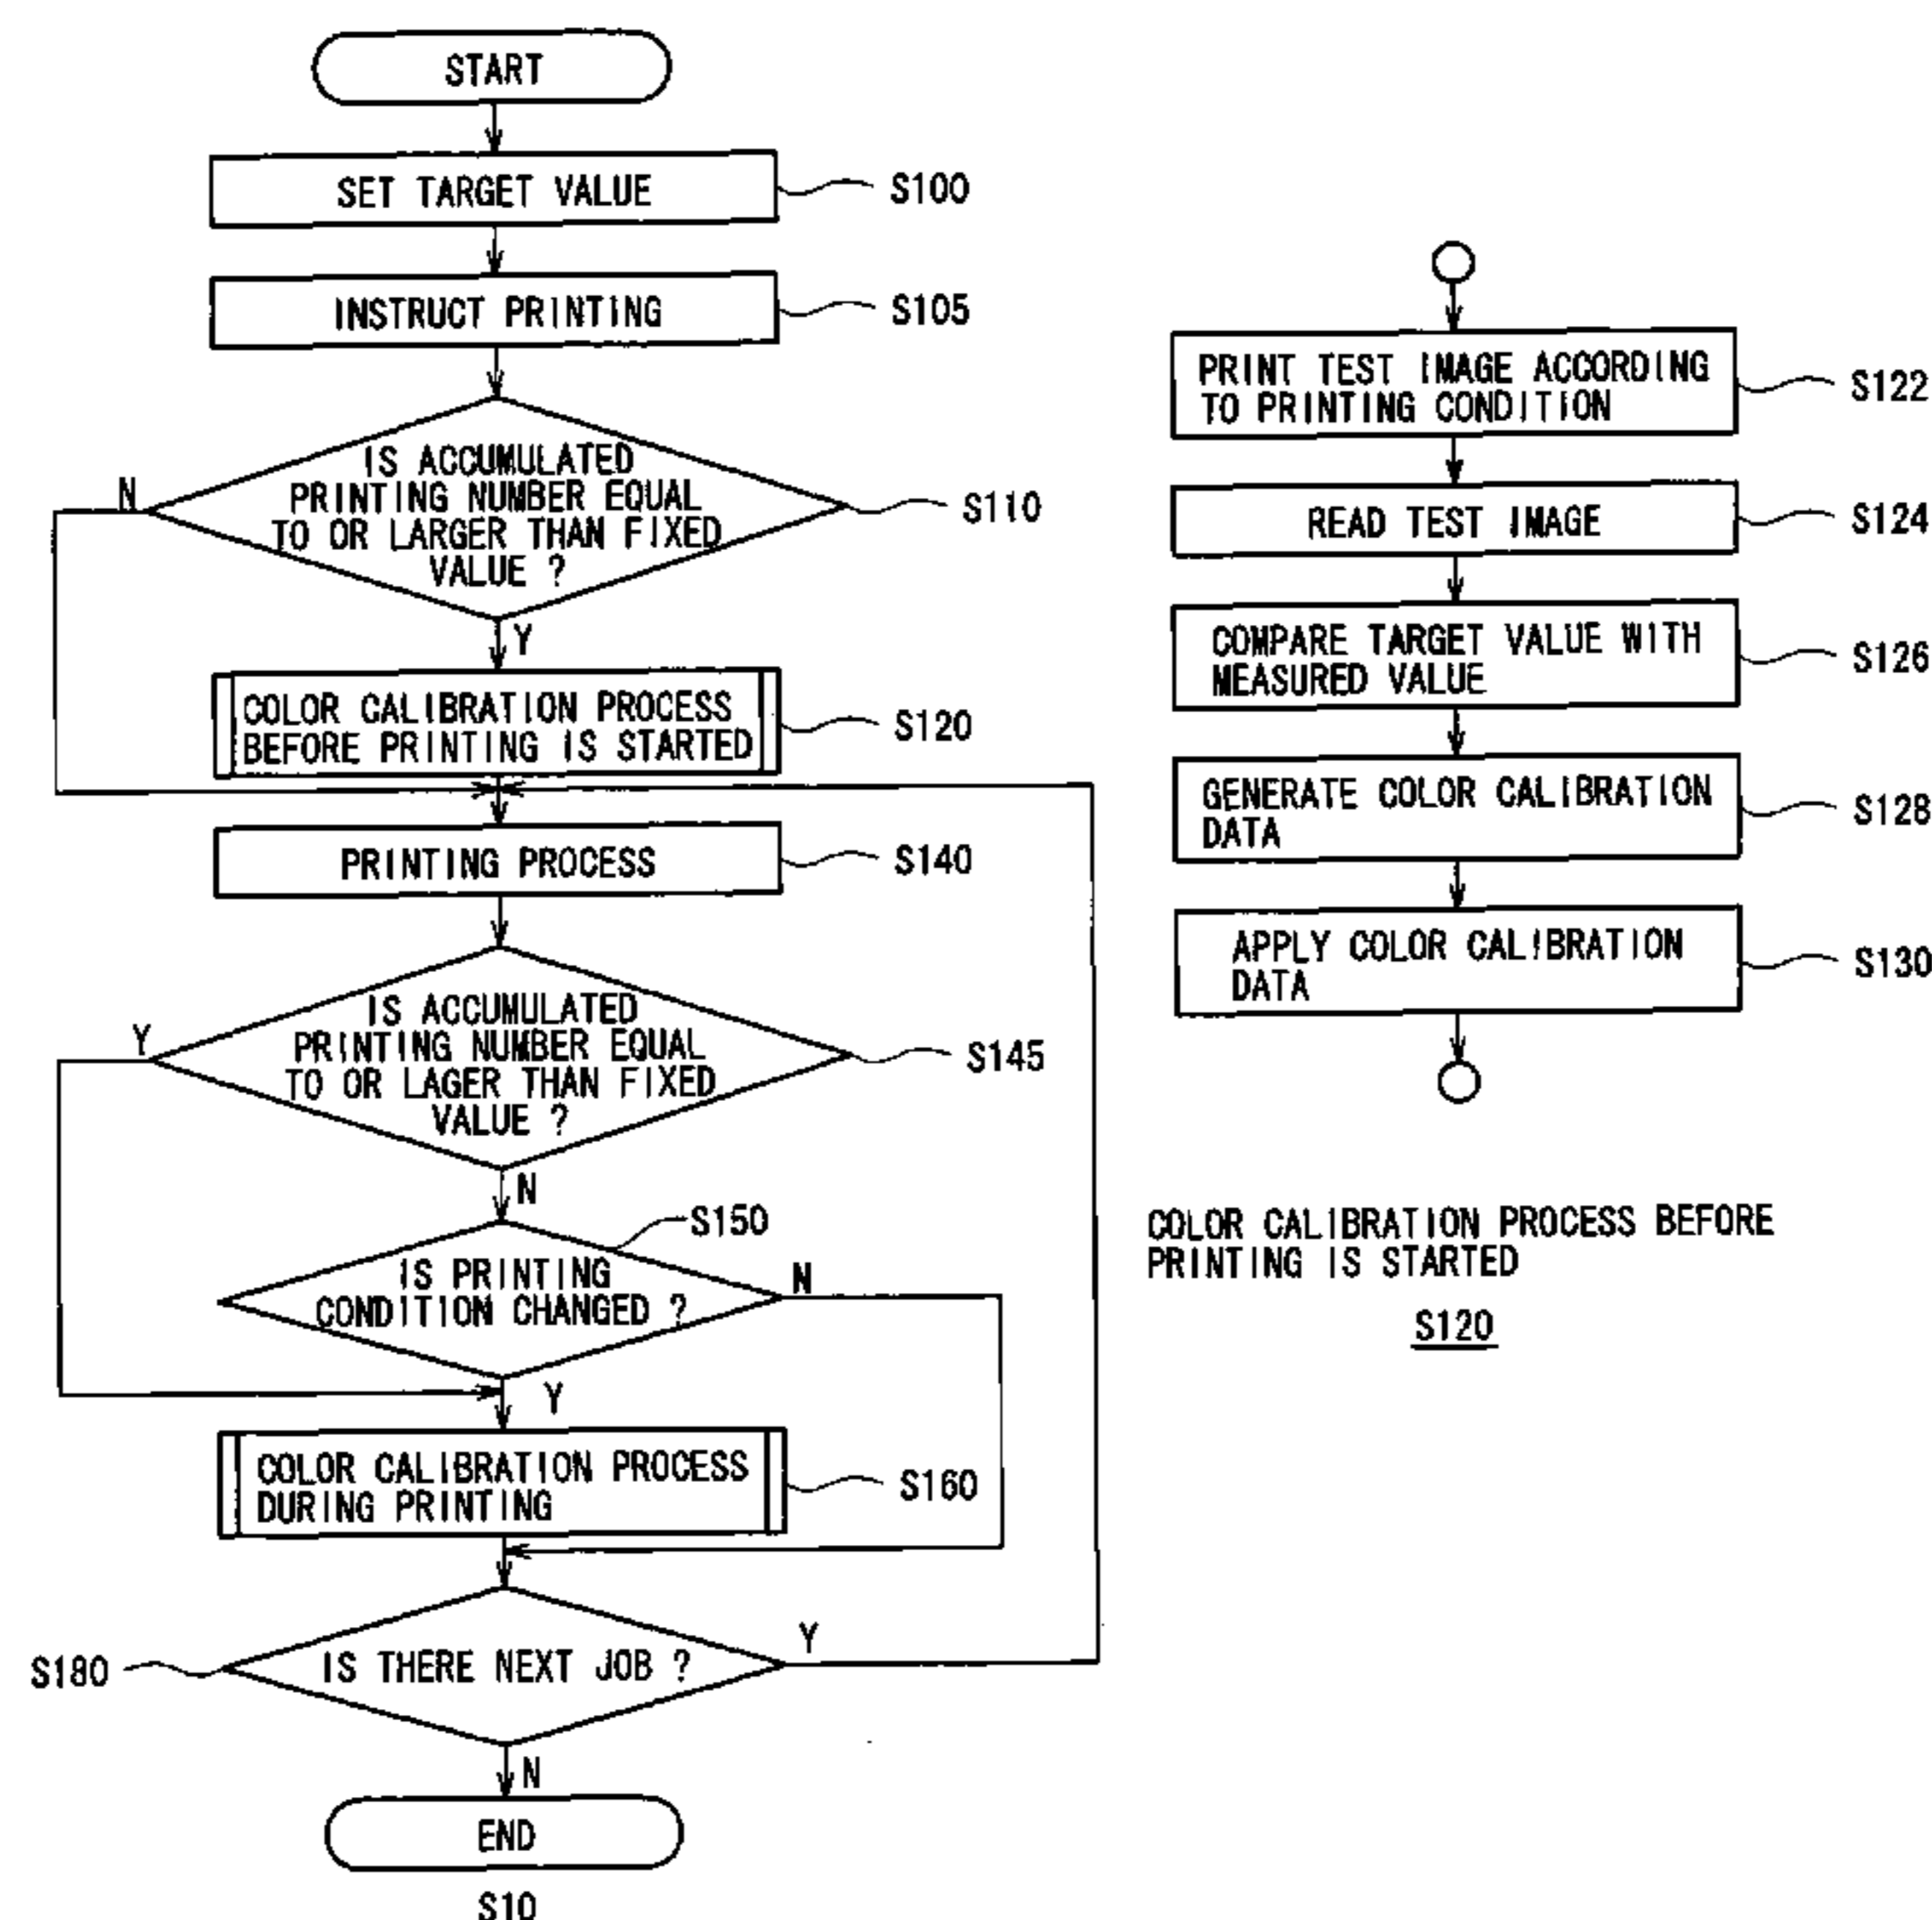 START
SET TARGET VALUE
S100
INSTRUCT PRINTING
S105
IS ACCUMULATED
PRINTING NUMBER EQUAL
TO OR LARGER THAN FIXED
VALUE ?
S110
N
Y
COLOR CALIBRATION PROCESS
BEFORE PRINTING IS STARTED
S120
PRINTING PROCESS
S140
IS ACCUMULATED
PRINTING NUMBER EQUAL
TO OR LAGER THAN FIXED
VALUE ?
S145
Y
N
S150
IS PRINTING
CONDITION CHANGED ?
N
Y
COLOR CALIBRATION PROCESS
DURING PRINTING
S160
IS THERE NEXT JOB ?
S180
Y
N
END
S10
PRINT TEST IMAGE ACCORDING
TO PRINTING CONDITION
S122
READ TEST IMAGE
S124
COMPARE TARGET VALUE WITH
MEASURED VALUE
S126
GENERATE COLOR CALIBRATION
DATA
S128
APPLY COLOR CALIBRATION
DATA
S130
COLOR CALIBRATION PROCESS BEFORE
PRINTING IS STARTED
S120